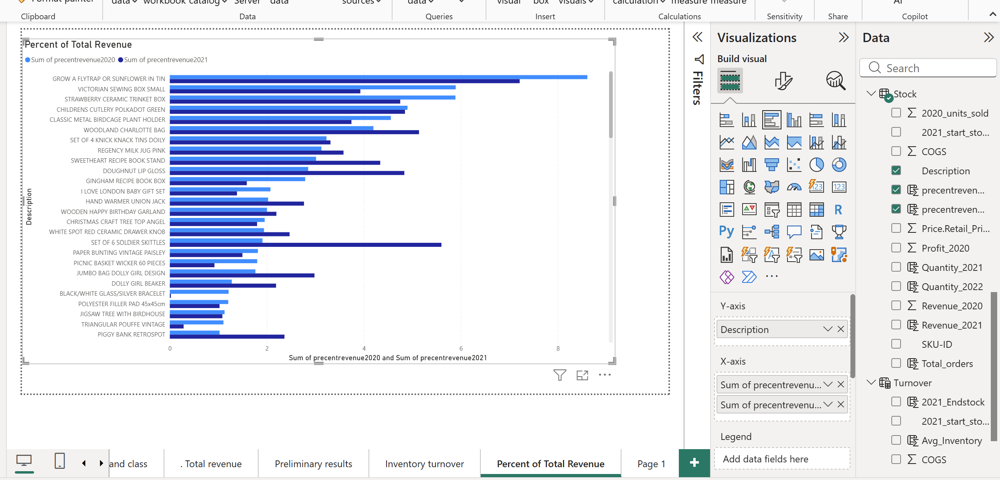 Format painter
data workbook catalog Server data sources data visual box visuals calculation measure measure AI
Clipboard Data Queries Insert Calculations Sensitivity Share Copilot
Percent of Total Revenue
Sum of precentrevenue2020 Sum of precentrevenue2021
Description
GROW A FLYTRAP OR SUNFLOWER IN TIN
VICTORIAN SEWING BOX SMALL
STRAWBERRY CERAMIC TRINKET BOX
CHILDRENS CUTLERY POLKADOT GREEN
CLASSIC METAL BIRDCAGE PLANT HOLDER
WOODLAND CHARLOTTE BAG
SET OF 4 KNICK KNACK TINS DOILY
REGENCY MILK JUG PINK
SWEETHEART RECIPE BOOK STAND
DOUGHNUT LIP GLOSS
GINGHAM RECIPE BOOK BOX
I LOVE LONDON BABY GIFT SET
HAND WARMER UNION JACK
WOODEN HAPPY BIRTHDAY GARLAND
CHRISTMAS CRAFT TREE TOP ANGEL
WHITE SPOT RED CERAMIC DRAWER KNOB
SET OF 6 SOLDIER SKITTLES
PAPER BUNTING VINTAGE PAISLEY
PICNIC BASKET WICKER 60 PIECES
JUMBO BAG DOLLY GIRL DESIGN
DOLLY GIRL BEAKER
BLACK/WHITE GLASS/SILVER BRACELET
POLYESTER FILLER PAD 45x45cm
JIGSAW TREE WITH BIRDHOUSE
TRIANGULAR POUFFE VINTAGE
PIGGY BANK RETROSPOT
0 2 4 6 8
Sum of precentrevenue2020 and Sum of precentrevenue2021
Filters
Visualizations
Build visual
123
123
R
Py
Y-axis
Description
X-axis
Sum of precentrevenu...
Sum of precentrevenu...
Legend
Add data fields here
Data
Search
Stock
2020_units_sold
2021_start_sto...
COGS
Description
precentreven...
precentreven...
Price.Retail_Pri...
Profit_2020
Quantity_2021
Quantity_2022
Revenue_2020
Revenue_2021
SKU-ID
Total_orders
Turnover
2021_Endstock
2021_start_sto...
Avg_Inventory
COGS
and class
. Total revenue
Preliminary results
Inventory turnover
Percent of Total Revenue
Page 1